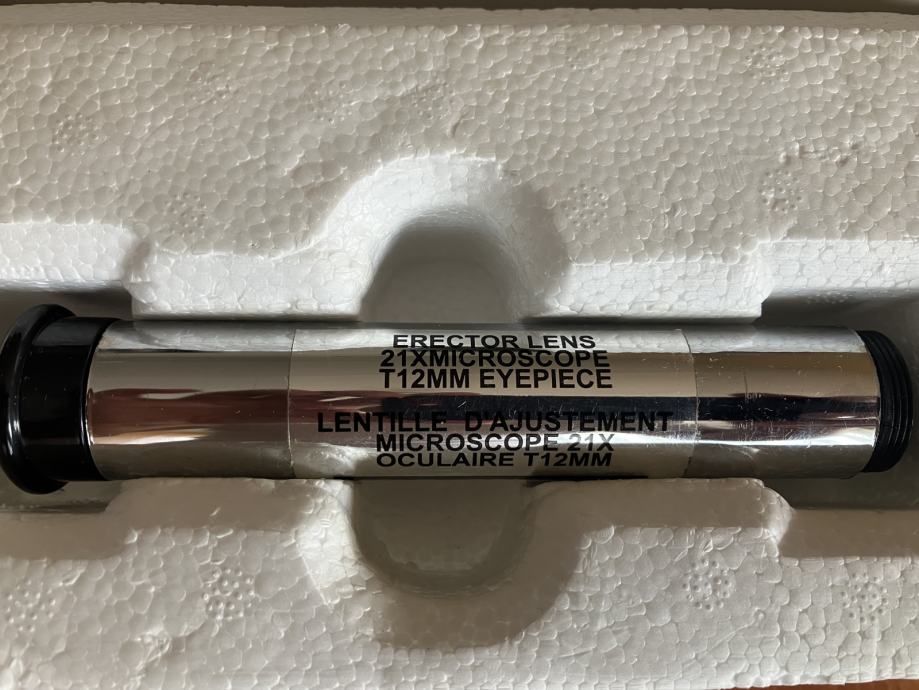 ERECTOR LENS
21XMICROSCOPE
T12MM EYEPIECE
LENTILLE D'AJUSTEMENT
MICROSCOPE 21X
OCULAIRE T12MM